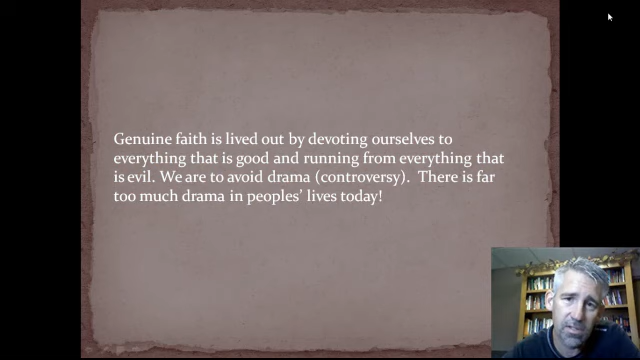 Genuine faith is lived out by devoting ourselves to
everything that is good and running from everything that
is evil. We are to avoid drama (controversy).  There is far
too much drama in peoples’ lives today!